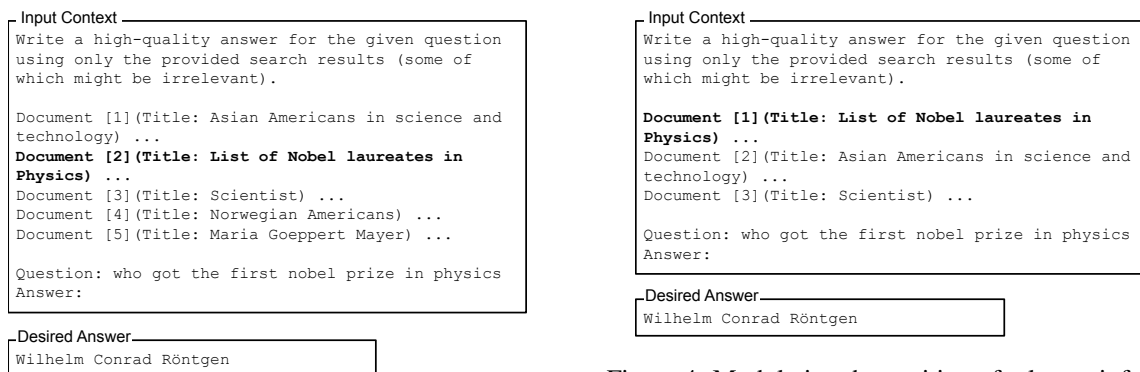 Input Context
Write a high-quality answer for the given question
using only the provided search results (some of
which might be irrelevant).
Document [1](Title: Asian Americans in science and
technology) ...
Document [2](Title: List of Nobel laureates in
Physics) ...
Document [3](Title: Scientist) ...
Document [4](Title: Norwegian Americans) ...
Document [5](Title: Maria Goeppert Mayer) ...
Question: who got the first nobel prize in physics
Answer:
Desired Answer
Wilhelm Conrad Röntgen
Input Context
Write a high-quality answer for the given question
using only the provided search results (some of
which might be irrelevant).
Document [1](Title: List of Nobel laureates in
Physics) ...
Document [2](Title: Asian Americans in science and
technology) ...
Document [3](Title: Scientist) ...
Question: who got the first nobel prize in physics
Answer:
Desired Answer
Wilhelm Conrad Röntgen